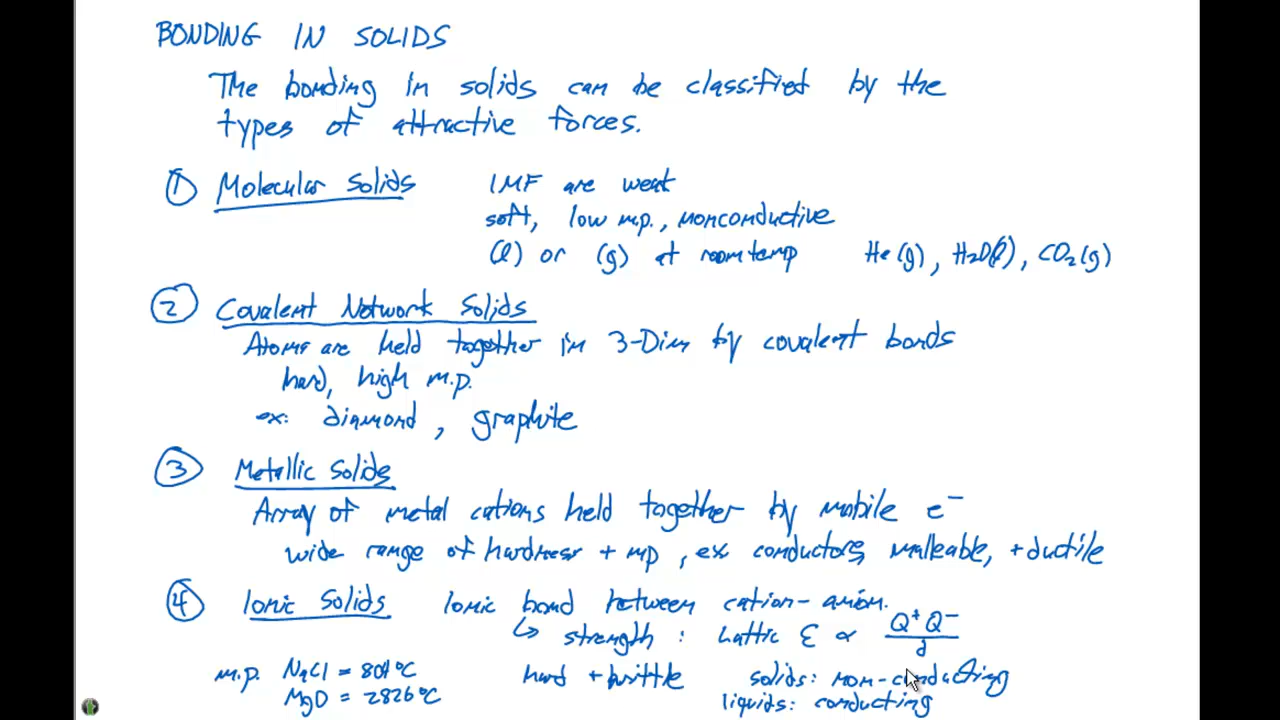 BONDING IN SOLIDS
The bonding in solids can be classified by the
types of attractive forces.
① Molecular Solids IMF are weak
soft, low m.p., nonconductive
(l) or (g) at room temp He(g), H₂O(l), CO₂(g)
② Covalent Network Solids
Atoms are held together in 3-Dim by covalent bonds
hard, high m.p.
ex: diamond, graphite
③ Metallic Solids
Array of metal cations held together by mobile e⁻
wide range of hardness + mp, ex conductors, malleable, + ductile
④ Ionic Solids Ionic bond between cation-anion.
↳ strength: Lattic ε ∝ Q⁺Q⁻/d
m.p. NaCl = 801°C hard + brittle solids: non-conducting
MgO = 2826°C liquids: conducting